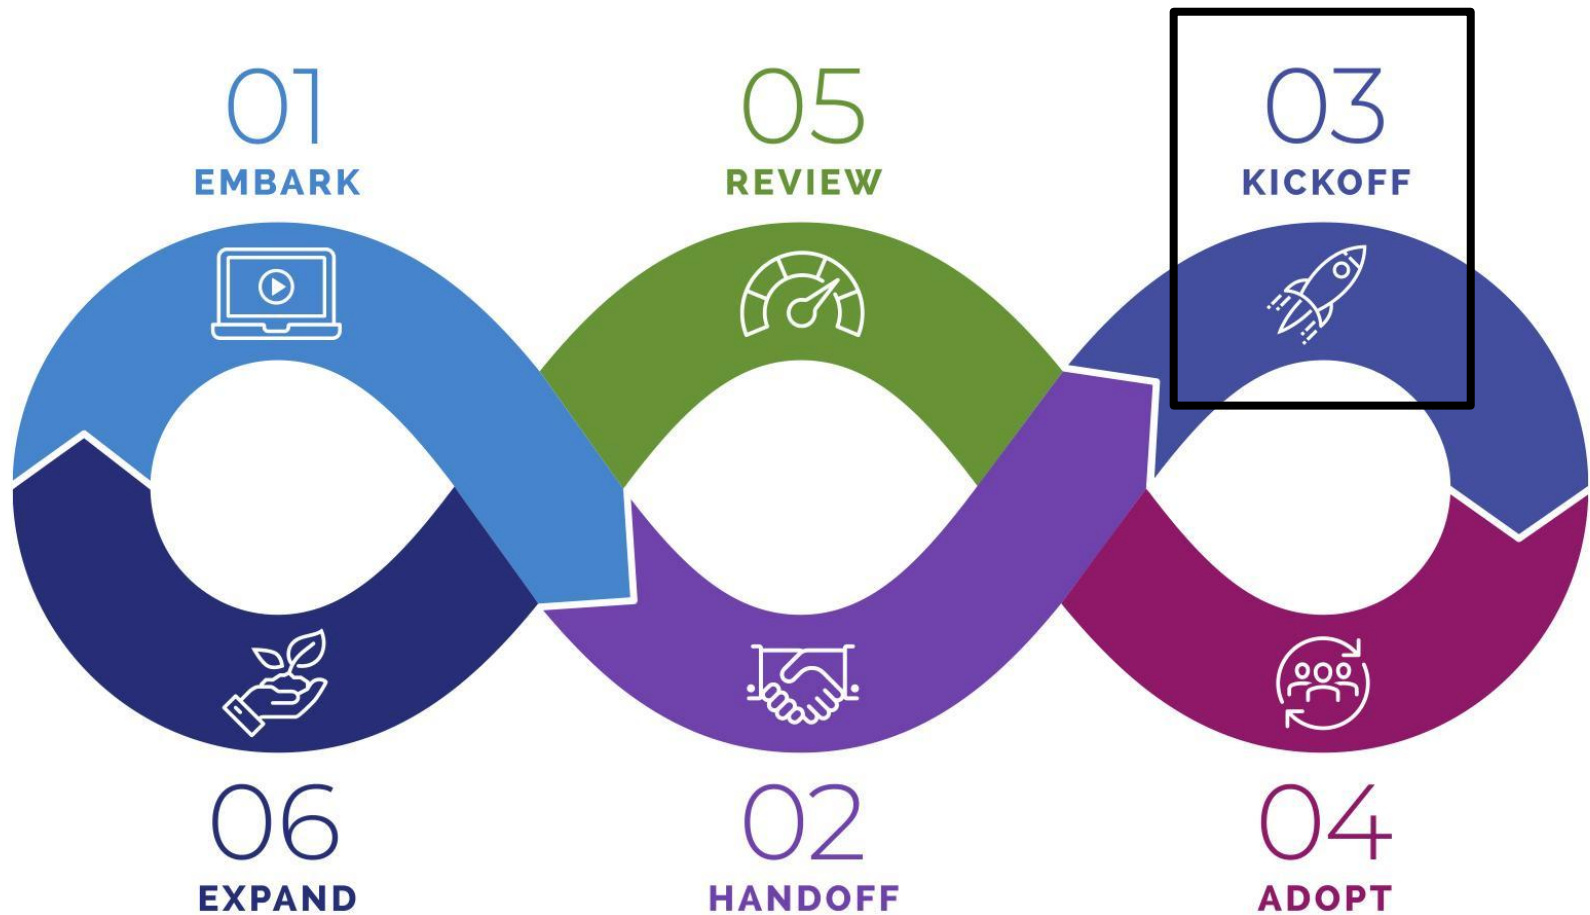 01
EMBARK
05
REVIEW
03
KICKOFF
06
EXPAND
02
HANDOFF
04
ADOPT